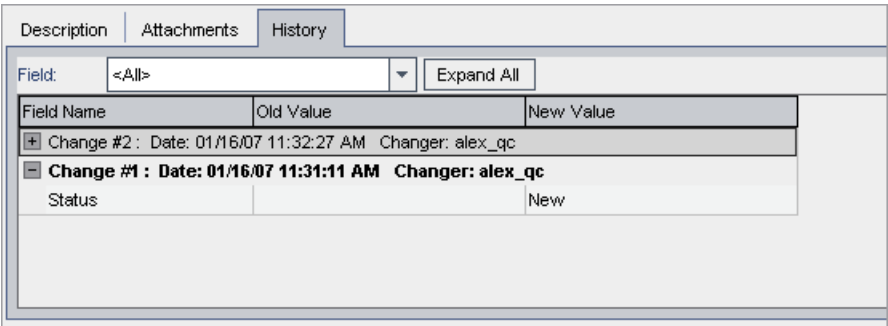 Description Attachments History
Field: <All> Expand All
Field Name Old Value New Value
Change #2 : Date: 01/16/07 11:32:27 AM Changer: alex_qc
Change #1 : Date: 01/16/07 11:31:11 AM Changer: alex_qc
Status New